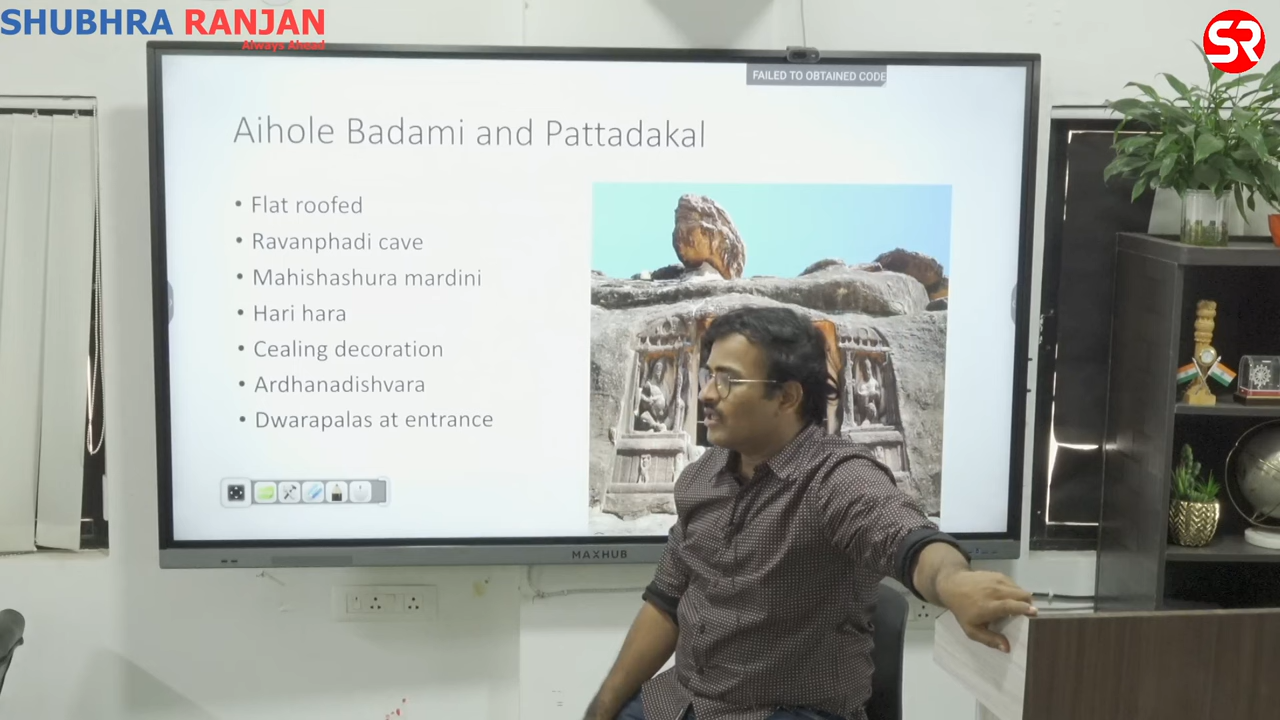 SHUBHRA RANJAN
Always Ahead
SR
FAILED TO OBTAINED CODE
Aihole Badami and Pattadakal
• Flat roofed
• Ravanphadi cave
• Mahishashura mardini
• Hari hara
• Cealing decoration
• Ardhanadishvara
• Dwarapalas at entrance
MAXHUB